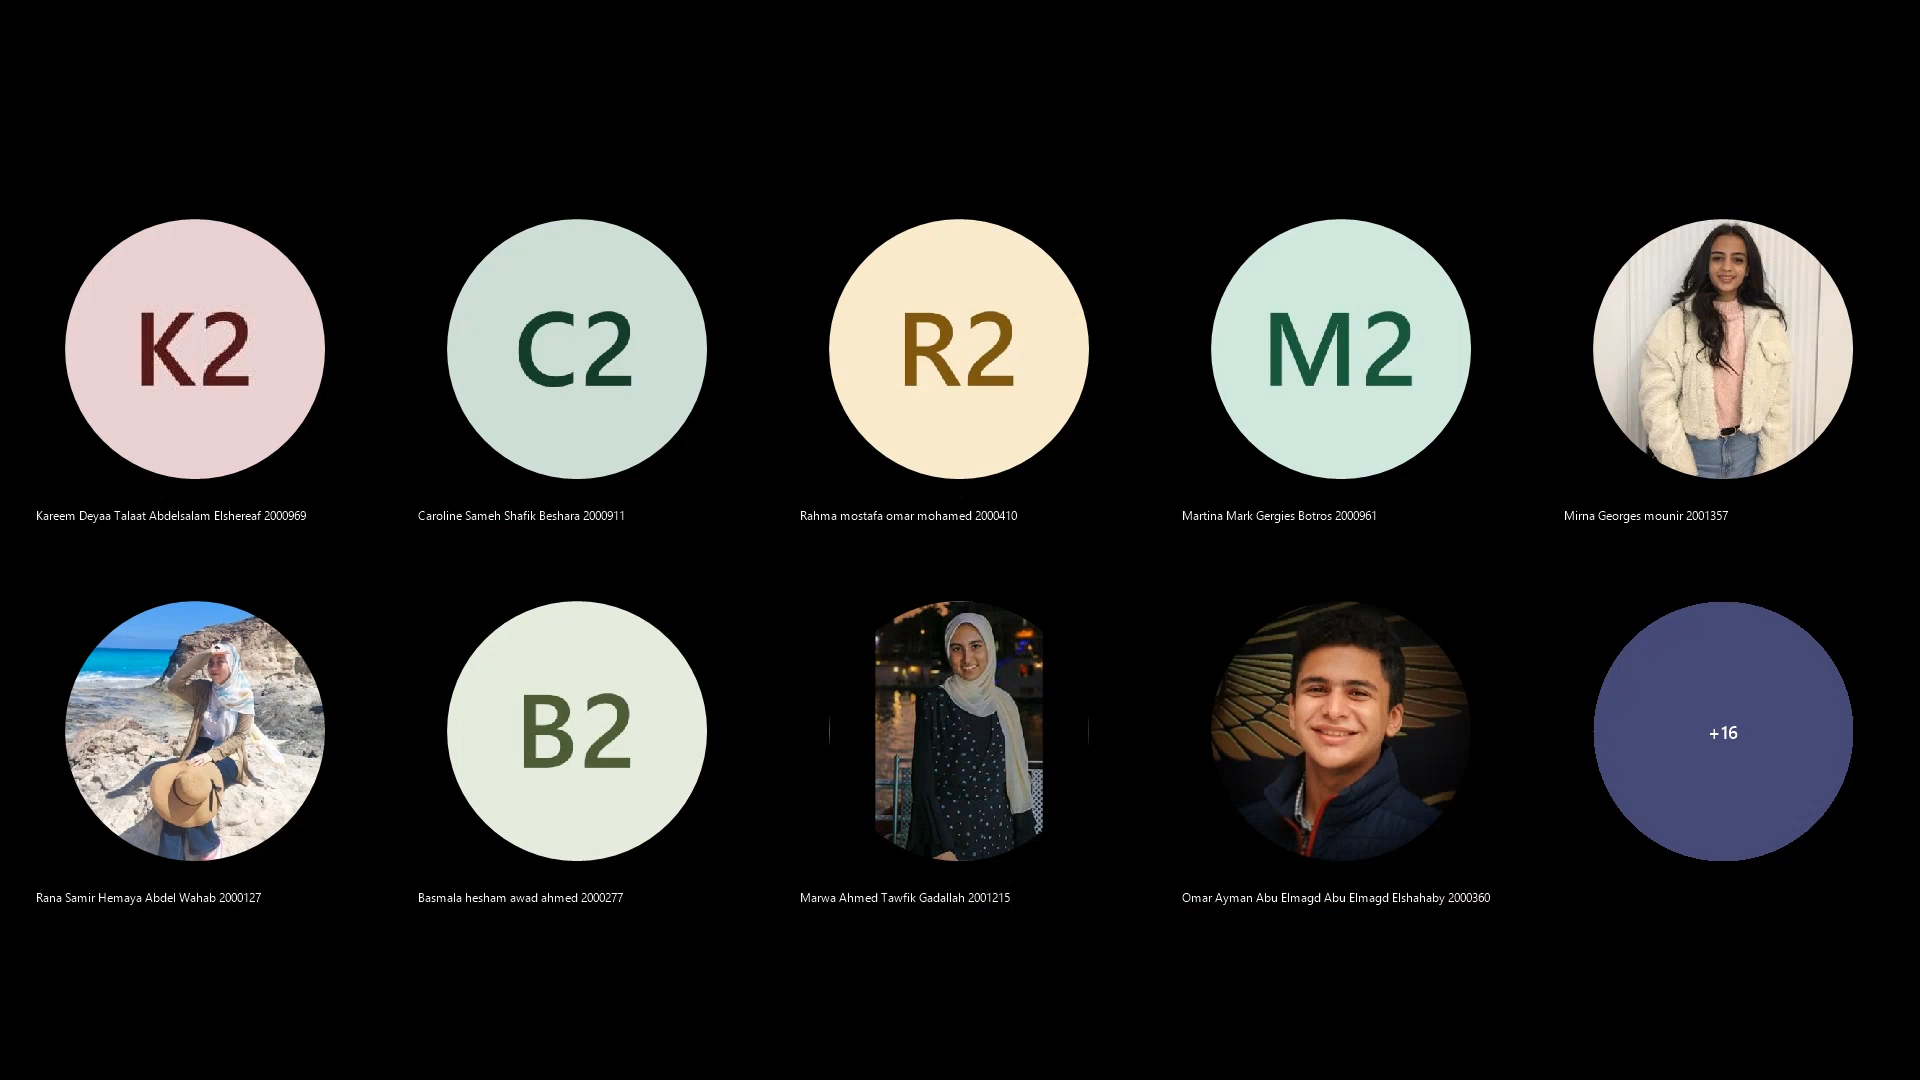 K2
C2
R2
M2
Kareem Deyaa Talaat Abdelsalam Elshereaf 2000969
Caroline Sameh Shafik Beshara 2000911
Rahma mostafa omar mohamed 2000410
Martina Mark Gergies Botros 2000961
Mirna Georges mounir 2001357
B2
+16
Rana Samir Hemaya Abdel Wahab 2000127
Basmala hesham awad ahmed 2000277
Marwa Ahmed Tawfik Gadallah 2001215
Omar Ayman Abu Elmagd Abu Elmagd Elshahaby 2000360